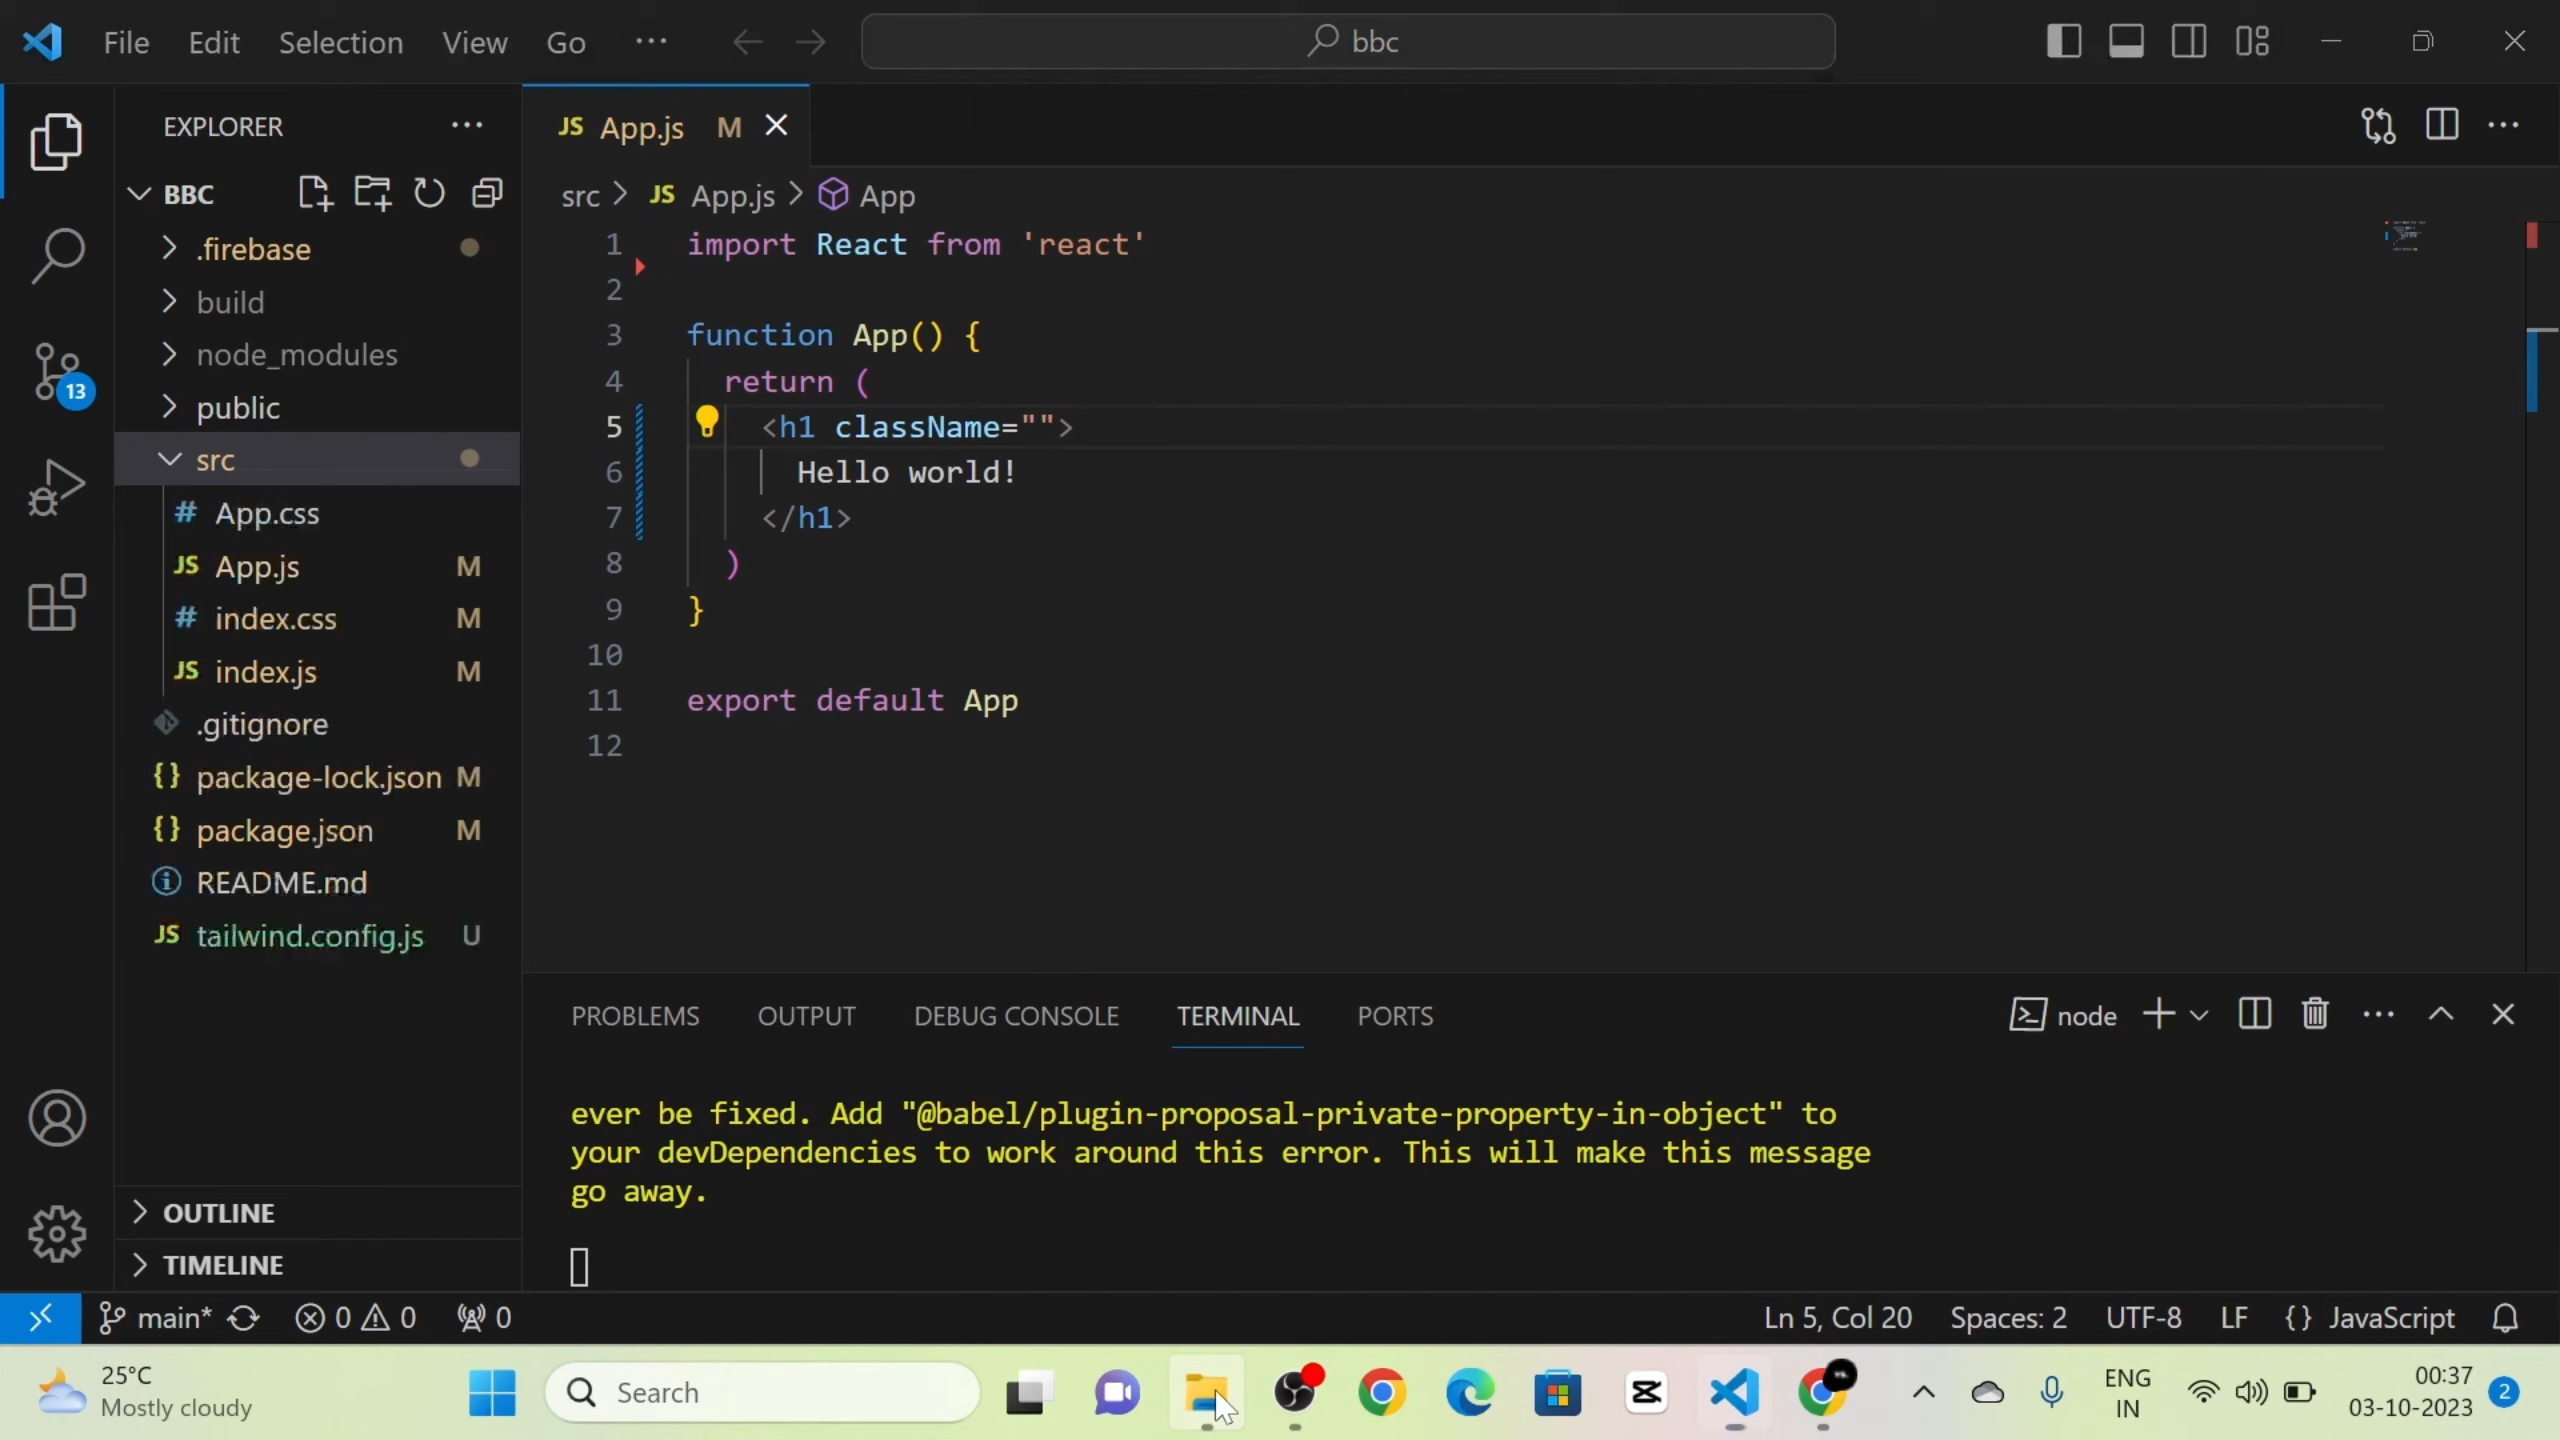 File Edit Selection View Go ··· bbc
EXPLORER ···
BBC
.firebase
build
node_modules
public
src
# App.css
JS App.js M
# index.css M
JS index.js M
.gitignore
{} package-lock.json M
{} package.json M
README.md
JS tailwind.config.js U
OUTLINE
TIMELINE
13
JS App.js M
src > JS App.js > App
1 import React from 'react'
2
3 function App() {
4 return (
5 <h1 className="">
6 Hello world!
7 </h1>
8 )
9 }
10
11 export default App
12
PROBLEMS OUTPUT DEBUG CONSOLE TERMINAL PORTS node
ever be fixed. Add "@babel/plugin-proposal-private-property-in-object" to
your devDependencies to work around this error. This will make this message
go away.
main* 0 0 0 Ln 5, Col 20 Spaces: 2 UTF-8 LF {} JavaScript
25°C
Mostly cloudy
Search
ENG
IN
00:37
03-10-2023
2